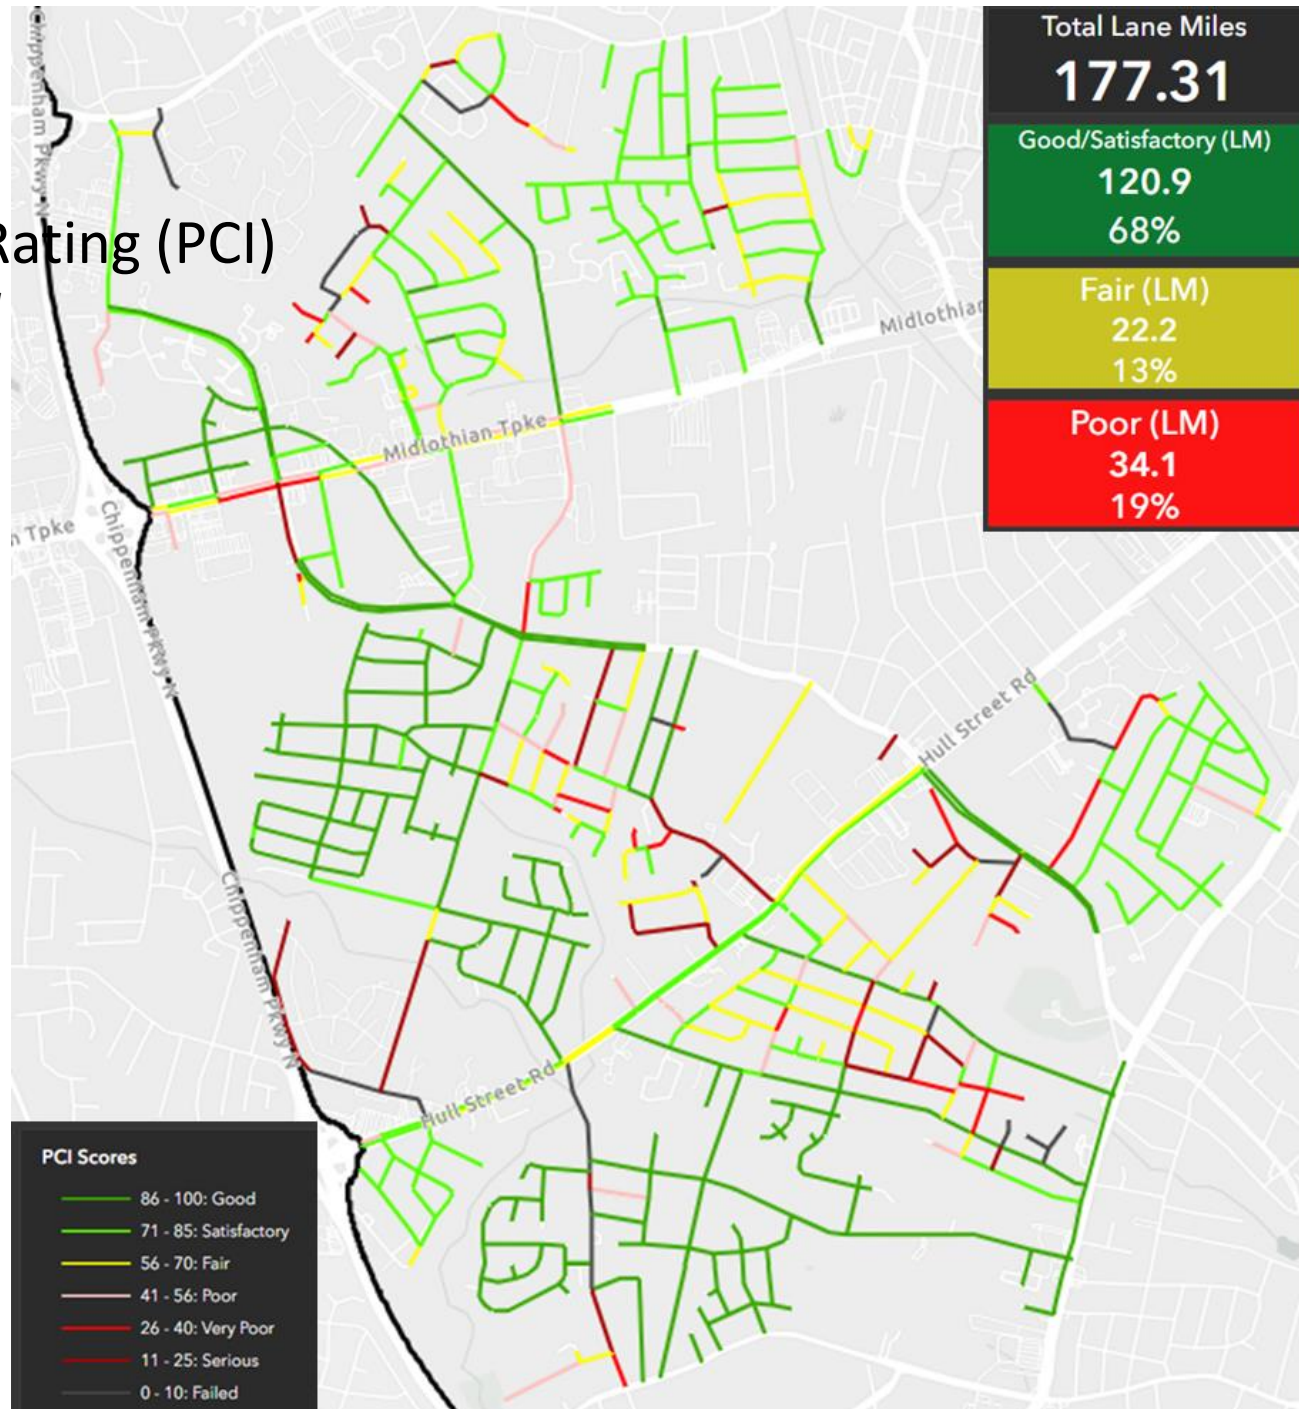 Rating (PCI)
Total Lane Miles
177.31
Good/Satisfactory (LM)
120.9
68%
Fair (LM)
22.2
13%
Poor (LM)
34.1
19%
Chippenham Pkwy N
Midlothian
Midlothian Tpke
Tpke
Chippenham Pkwy N
Hull Street Rd
Chippenham Pkwy N
Hull Street Rd
PCI Scores
86 - 100: Good
71 - 85: Satisfactory
56 - 70: Fair
41 - 56: Poor
26 - 40: Very Poor
11 - 25: Serious
0 - 10: Failed